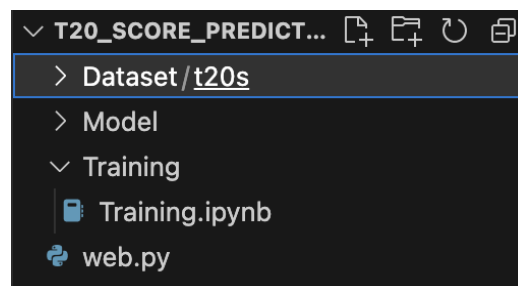 T20_SCORE_PREDICT...
Dataset/t20s
Model
Training
Training.ipynb
web.py